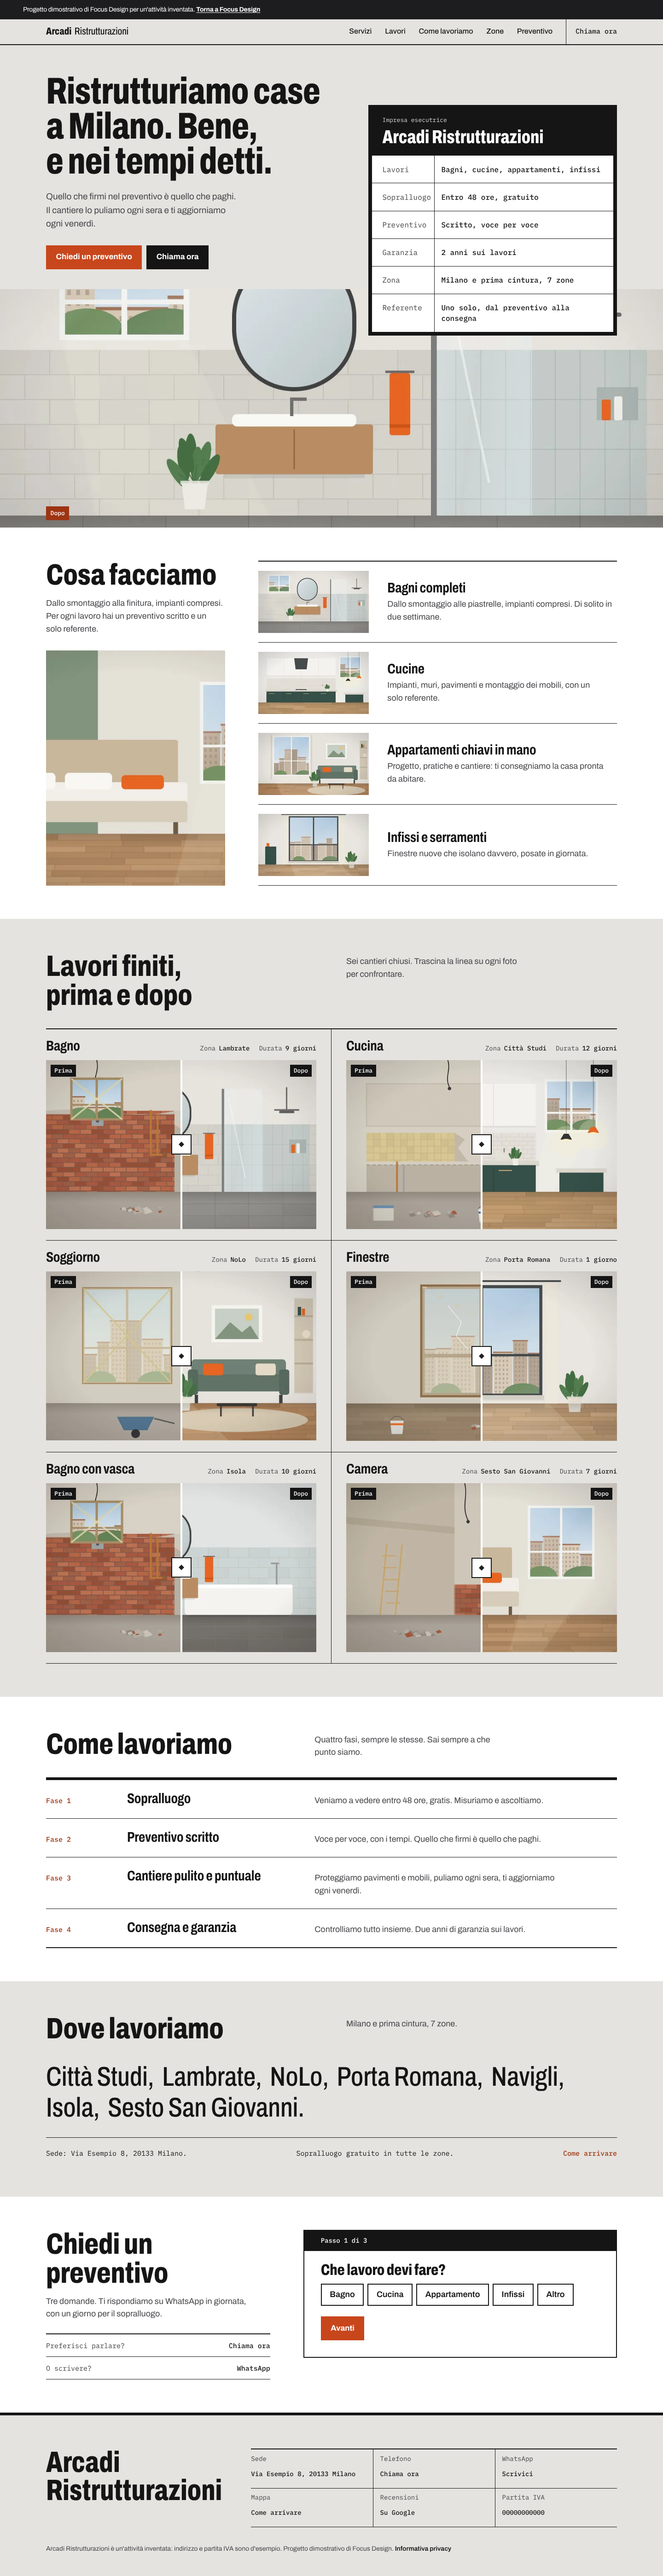 Progetto dimostrativo di Focus Design per un'attività inventata. Torna a Focus Design
Arcadi Ristrutturazioni
Servizi
Lavori
Come lavoriamo
Zone
Preventivo
Chiama ora
Ristrutturiamo case
a Milano. Bene,
e nei tempi detti.
Quello che firmi nel preventivo è quello che paghi.
Il cantiere lo puliamo ogni sera e ti aggiorniamo
ogni venerdì.
Chiedi un preventivo
Chiama ora
Impresa esecutrice
Arcadi Ristrutturazioni
Lavori Bagni, cucine, appartamenti, infissi
Sopralluogo Entro 48 ore, gratuito
Preventivo Scritto, voce per voce
Garanzia 2 anni sui lavori
Zona Milano e prima cintura, 7 zone
Referente Uno solo, dal preventivo alla
consegna
Dopo
Cosa facciamo
Dallo smontaggio alla finitura, impianti compresi.
Per ogni lavoro hai un preventivo scritto e un
solo referente.
Bagni completi
Dallo smontaggio alle piastrelle, impianti compresi. Di solito in
due settimane.
Cucine
Impianti, muri, pavimenti e montaggio dei mobili, con un
solo referente.
Appartamenti chiavi in mano
Progetto, pratiche e cantiere: ti consegniamo la casa pronta
da abitare.
Infissi e serramenti
Finestre nuove che isolano davvero, posate in giornata.
Lavori finiti,
prima e dopo
Sei cantieri chiusi. Trascina la linea su ogni foto
per confrontare.
Bagno
Zona Lambrate Durata 9 giorni
Prima
Dopo
Cucina
Zona Città Studi Durata 12 giorni
Prima
Dopo
Soggiorno
Zona NoLo Durata 15 giorni
Prima
Dopo
Finestre
Zona Porta Romana Durata 1 giorno
Prima
Dopo
Bagno con vasca
Zona Isola Durata 10 giorni
Prima
Dopo
Camera
Zona Sesto San Giovanni Durata 7 giorni
Prima
Dopo
Come lavoriamo
Quattro fasi, sempre le stesse. Sai sempre a che
punto siamo.
Fase 1 Sopralluogo Veniamo a vedere entro 48 ore, gratis. Misuriamo e ascoltiamo.
Fase 2 Preventivo scritto Voce per voce, con i tempi. Quello che firmi è quello che paghi.
Fase 3 Cantiere pulito e puntuale Proteggiamo pavimenti e mobili, puliamo ogni sera, ti aggiorniamo
ogni venerdì.
Fase 4 Consegna e garanzia Controlliamo tutto insieme. Due anni di garanzia sui lavori.
Dove lavoriamo
Milano e prima cintura, 7 zone.
Città Studi, Lambrate, NoLo, Porta Romana, Navigli,
Isola, Sesto San Giovanni.
Sede: Via Esempio 8, 20133 Milano.
Sopralluogo gratuito in tutte le zone.
Come arrivare
Chiedi un
preventivo
Tre domande. Ti rispondiamo su WhatsApp in giornata,
con un giorno per il sopralluogo.
Preferisci parlare? Chiama ora
O scrivere? WhatsApp
Passo 1 di 3
Che lavoro devi fare?
Bagno
Cucina
Appartamento
Infissi
Altro
Avanti
Arcadi
Ristrutturazioni
Sede
Via Esempio 8, 20133 Milano
Telefono
Chiama ora
WhatsApp
Scrivici
Mappa
Come arrivare
Recensioni
Su Google
Partita IVA
00000000000
Arcadi Ristrutturazioni è un'attività inventata: indirizzo e partita IVA sono d'esempio. Progetto dimostrativo di Focus Design. Informativa privacy